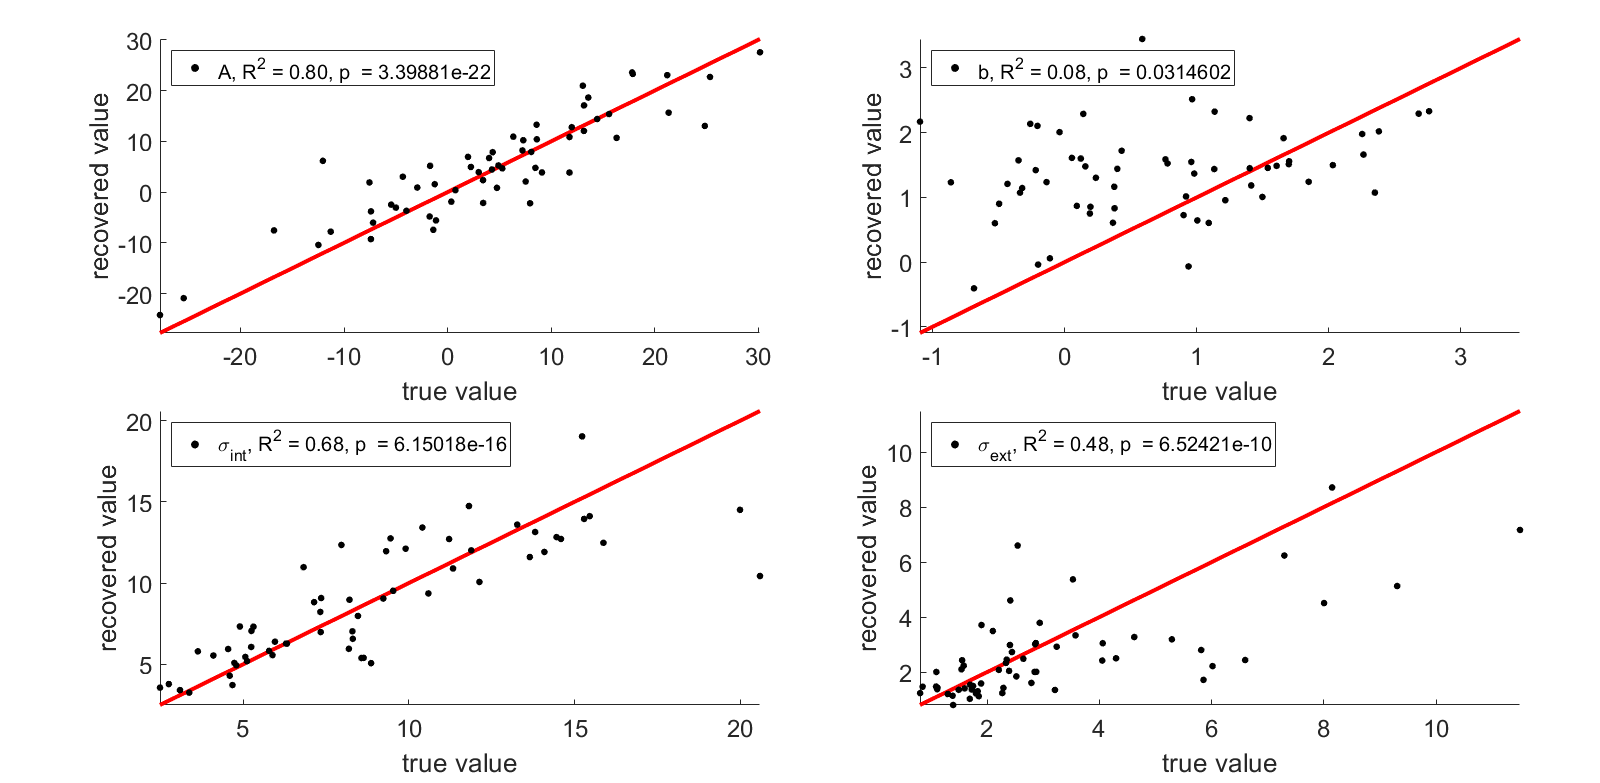 A, R2 = 0.80, p = 3.39881e-22
30
20
10
0
-10
-20
recovered value
-20 -10 0 10 20 30
true value
b, R2 = 0.08, p = 0.0314602
3
2
1
0
-1
recovered value
-1 0 1 2 3
true value
σint, R2 = 0.68, p = 6.15018e-16
20
15
10
5
recovered value
5 10 15 20
true value
σext, R2 = 0.48, p = 6.52421e-10
10
8
6
4
2
recovered value
2 4 6 8 10
true value